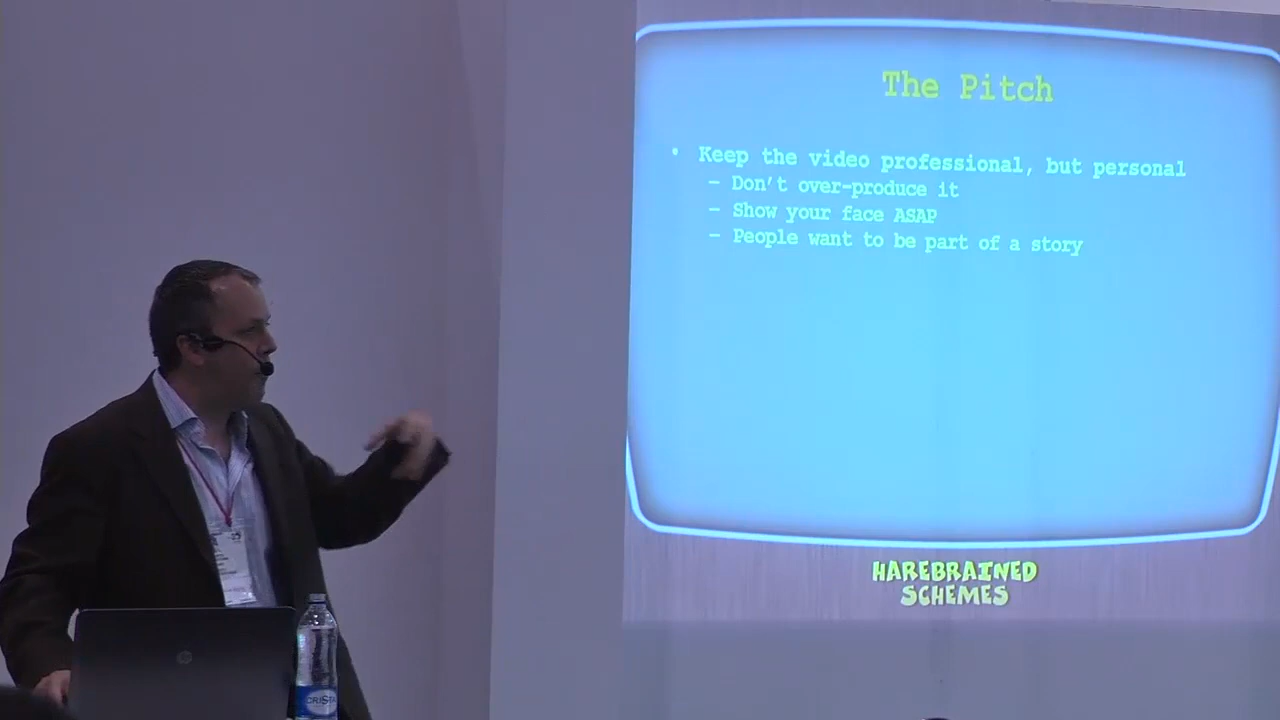 The Pitch
• Keep the video professional, but personal
– Don't over-produce it
– Show your face ASAP
– People want to be part of a story
HAREBRAINED
SCHEMES